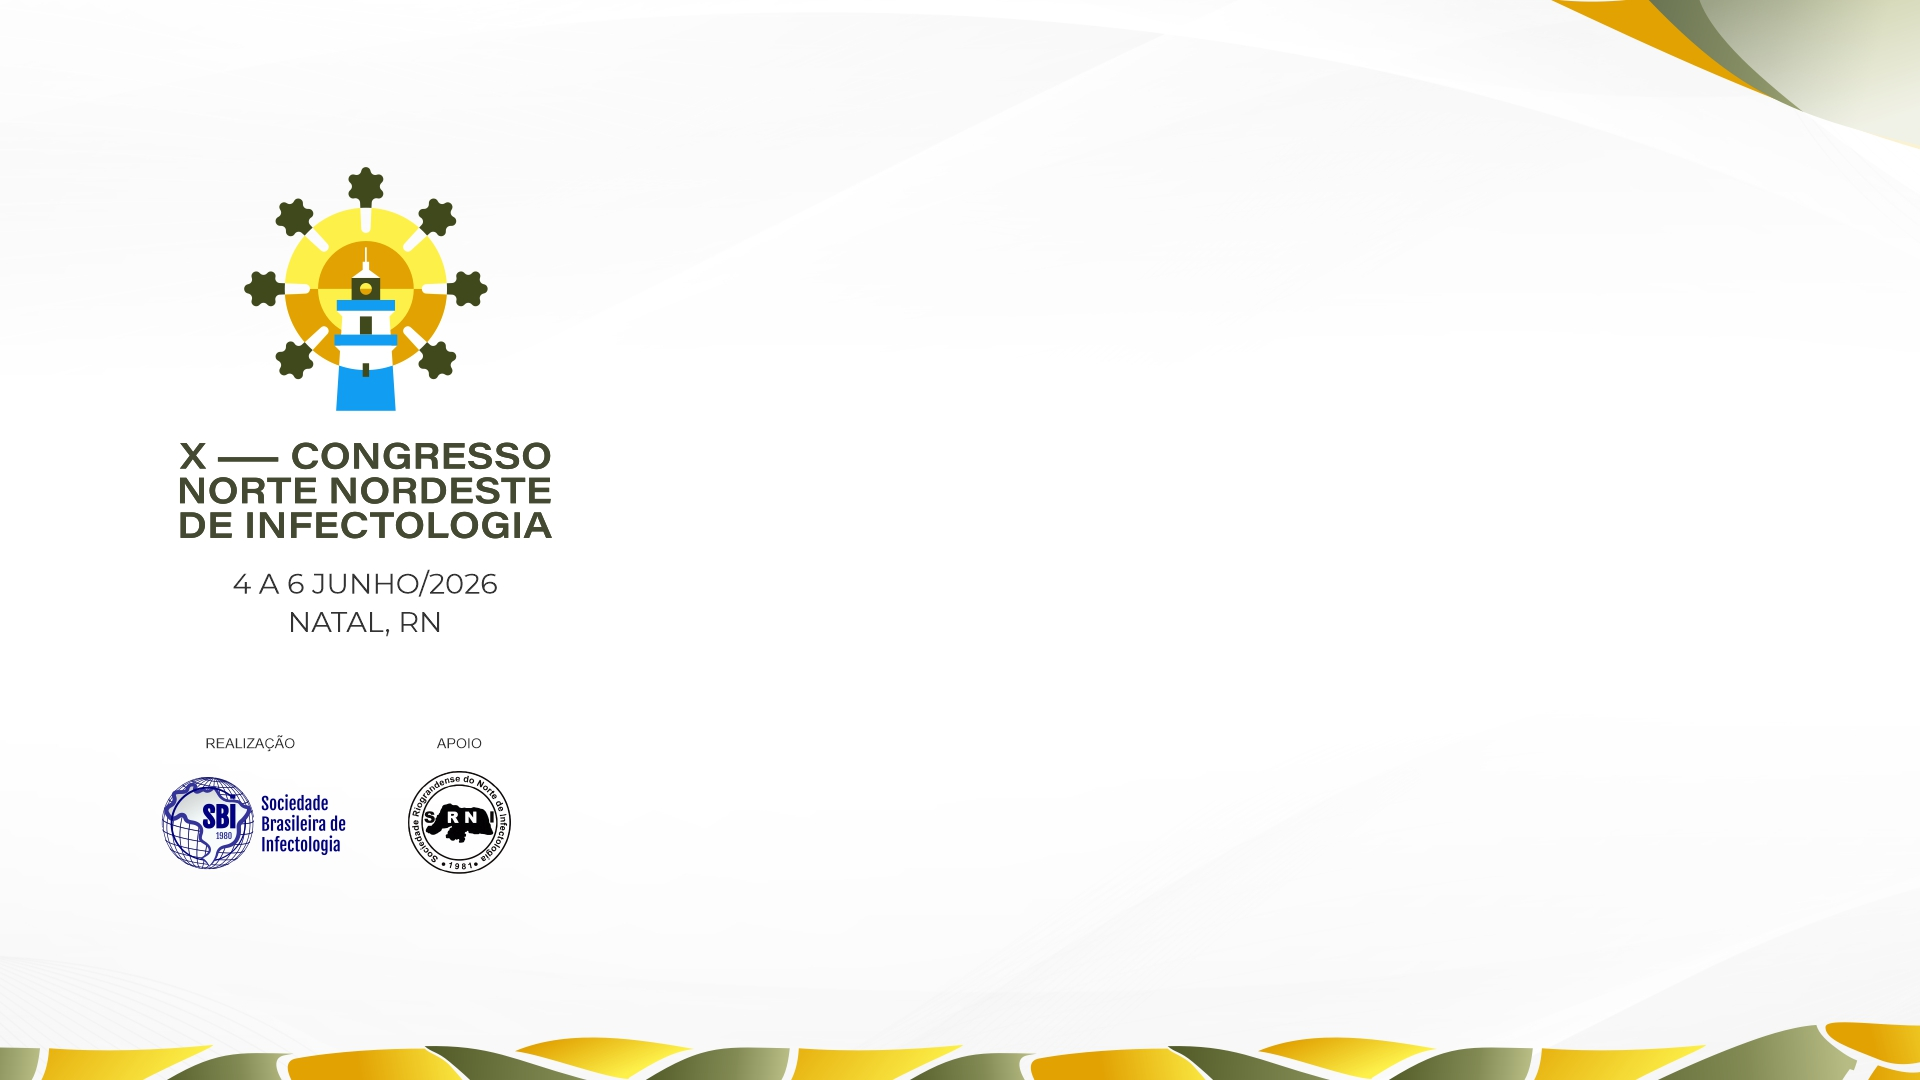 X — CONGRESSO
NORTE NORDESTE
DE INFECTOLOGIA
4 A 6 JUNHO/2026
NATAL, RN
REALIZAÇÃO
APOIO
SBI
1980
Sociedade
Brasileira de
Infectologia
Sociedade Riograndense do Norte de Infectologia
SRNI
• 1981 •